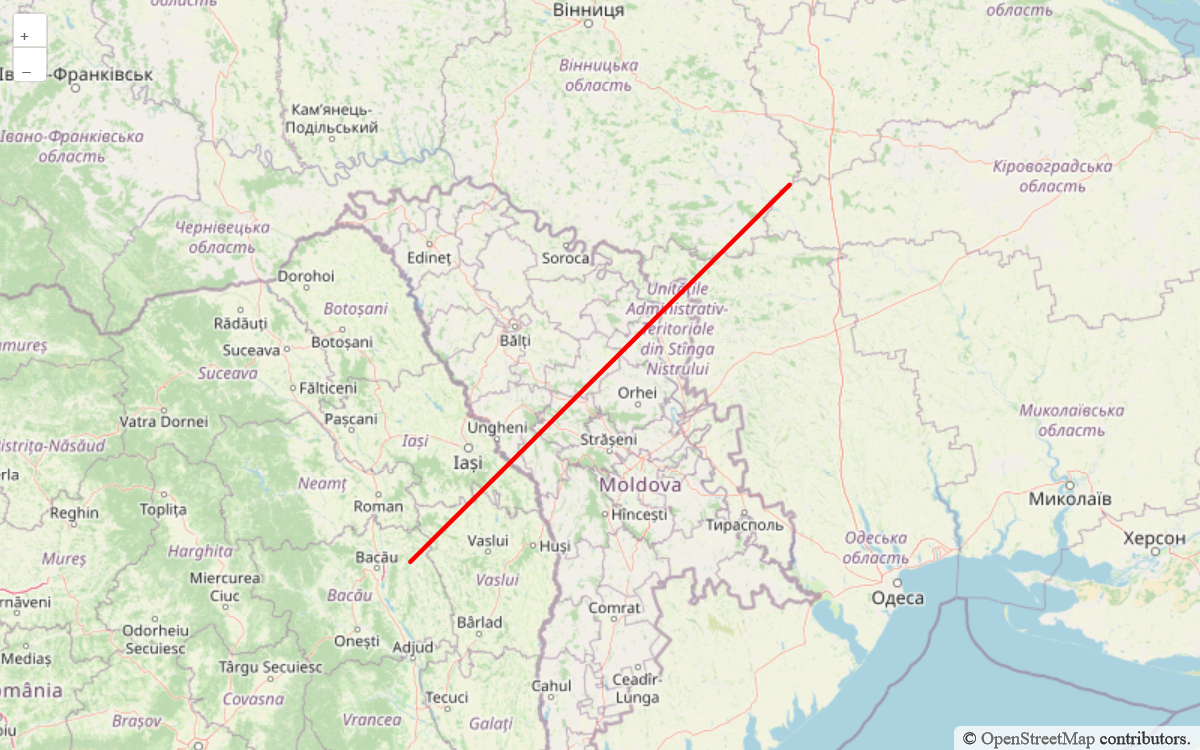 область
Вінниця
область
+
−
Івано-Франківськ
Вінницька
область
Кам'янець-
Подільський
Івано-Франківська
область
Кіровоградська
область
Чернівецька
область
Edineț
Soroca
Dorohoi
Unitățile
Administrativ-
Teritoriale
din Stînga
Nistrului
Botoșani
Rădăuți
Botoșani
Bălți
Suceava
Suceava
Fălticeni
Orhei
Vatra Dornei
Pașcani
Миколаївська
область
Ungheni
Iași
Strășeni
Iași
Neamț
Moldova
Миколаїв
Reghin
Toplița
Roman
Hîncești
Тирасполь
Херсон
Mureș
Harghita
Bacău
Vaslui
Huși
Одеська
область
Miercurea
Ciuc
Vaslui
Bacău
Одеса
Comrat
Bârlad
Odorheiu
Secuiesc
Onești
Adjud
Mediaș
Târgu Secuiesc
Cahul
Ceadîr-
Lunga
Covasna
Tecuci
Brașov
Vrancea
Galați
© OpenStreetMap contributors.